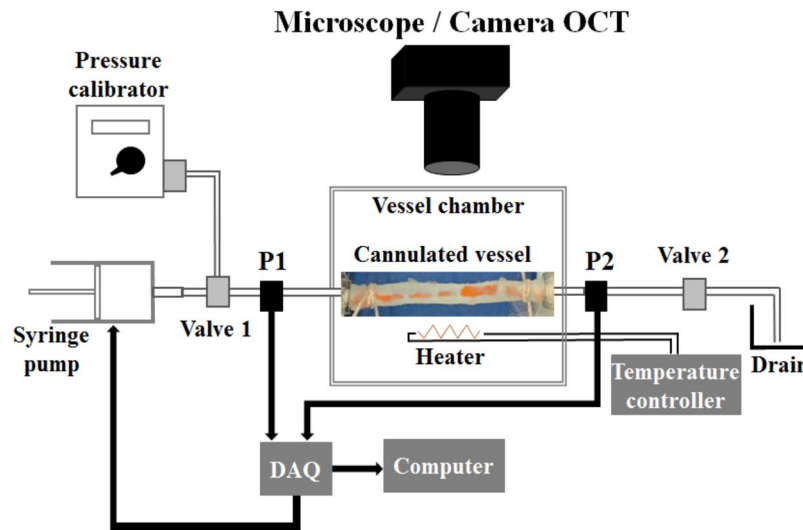 Microscope / Camera OCT
Pressure
calibrator
Vessel chamber
Cannulated vessel
P1
P2
Valve 2
Valve 1
Syringe
pump
Heater
Temperature
controller
Drain
DAQ
Computer